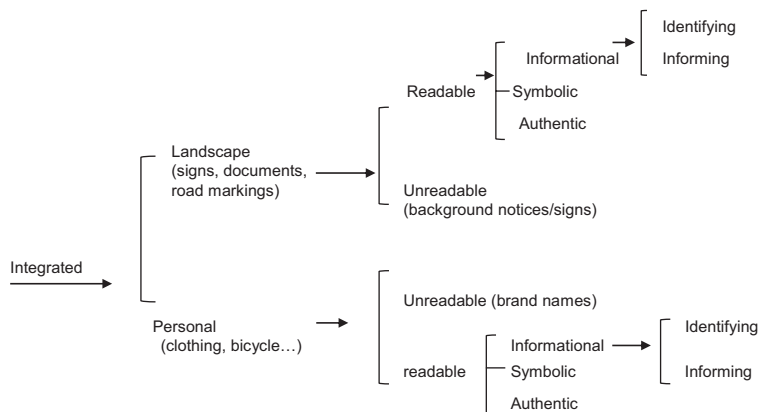 Identifying
Informational
Informing
Readable
Symbolic
Authentic
Landscape
(signs, documents,
road markings)
Unreadable
(background notices/signs)
Integrated
Unreadable (brand names)
Personal
(clothing, bicycle…)
Identifying
Informational
readable
Symbolic
Informing
Authentic